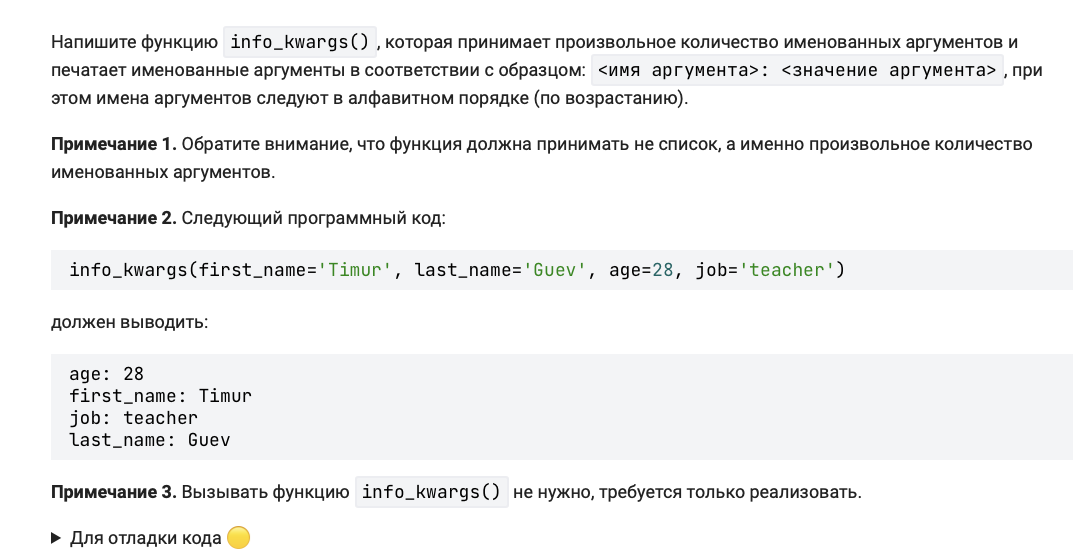 Напишите функцию info_kwargs(), которая принимает произвольное количество именованных аргументов и
печатает именованные аргументы в соответствии с образцом: <имя аргумента>: <значение аргумента>, при
этом имена аргументов следуют в алфавитном порядке (по возрастанию).
Примечание 1. Обратите внимание, что функция должна принимать не список, а именно произвольное количество
именованных аргументов.
Примечание 2. Следующий программный код:
info_kwargs(first_name='Timur', last_name='Guev', age=28, job='teacher')
должен выводить:
age: 28
first_name: Timur
job: teacher
last_name: Guev
Примечание 3. Вызывать функцию info_kwargs() не нужно, требуется только реализовать.
Для отладки кода